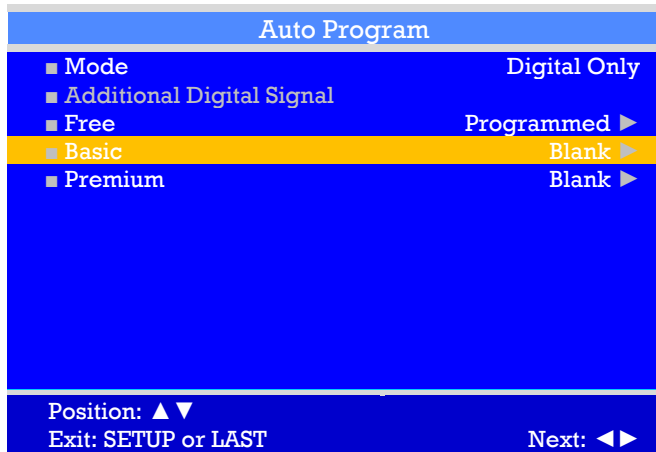 Auto Program
■ Mode Digital Only
■ Additional Digital Signal
■ Free Programmed ►
■ Basic Blank ►
■ Premium Blank ►
Position: ▲▼
Exit: SETUP or LAST Next: ◄►